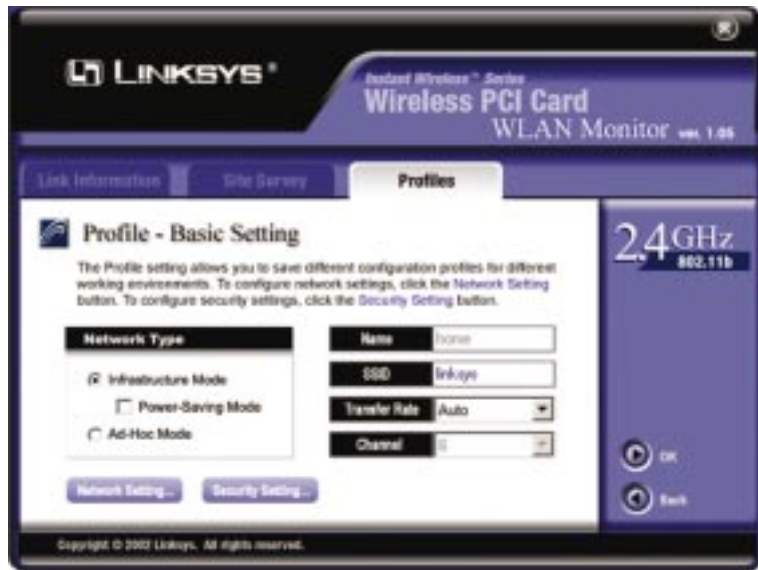 LINKSYS®
Instant Wireless™ Series
Wireless PCI Card
WLAN Monitor ver. 1.05
Link Information
Site Survey
Profiles
Profile - Basic Setting
2.4GHz
802.11b
The Profile setting allows you to save different configuration profiles for different
working environments. To configure network settings, click the Network Setting
button. To configure security settings, click the Security Setting button.
Network Type
Infrastructure Mode
Power-Saving Mode
Ad-Hoc Mode
Name home
SSID linksys
Transfer Rate Auto
Channel 6
Network Setting...
Security Setting...
OK
Back
Copyright © 2002 Linksys. All rights reserved.